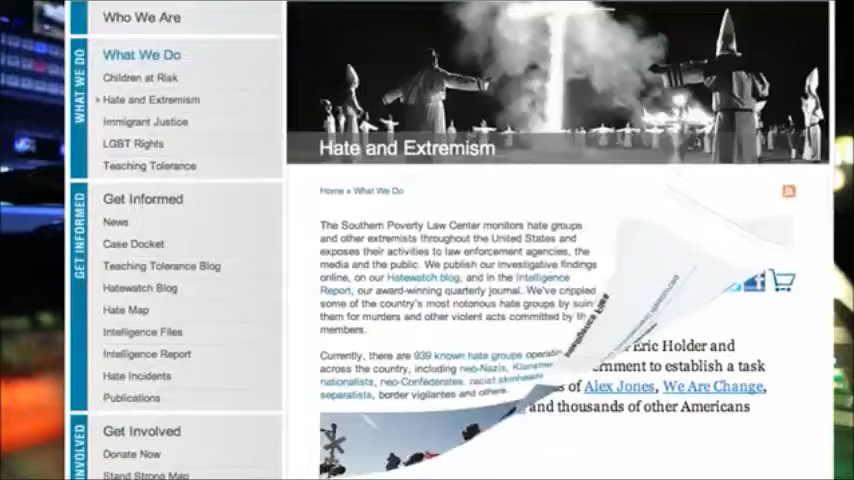 Who We Are
WHAT WE DO
What We Do
Children at Risk
» Hate and Extremism
Immigrant Justice
LGBT Rights
Teaching Tolerance
GET INFORMED
Get Informed
News
Case Docket
Teaching Tolerance Blog
Hatewatch Blog
Hate Map
Intelligence Files
Intelligence Report
Hate Incidents
Publications
INVOLVED
Get Involved
Donate Now
Stand Strong Map
Hate and Extremism
Home » What We Do
The Southern Poverty Law Center monitors hate groups
and other extremists throughout the United States and
exposes their activities to law enforcement agencies, the
media and the public. We publish our investigative findings
online, on our Hatewatch blog, and in the Intelligence
Report, our award-winning quarterly journal. We've crippled
some of the country's most notorious hate groups by suing
them for murders and other violent acts committed by
members.
Currently, there are 939 known hate groups
across the country, including neo-Nazis,
nationalists, neo-Confederates, racist skinheads
separatists, border vigilantes and others.
Eric Holder and
to establish a task
of Alex Jones, We Are Change,
and thousands of other Americans